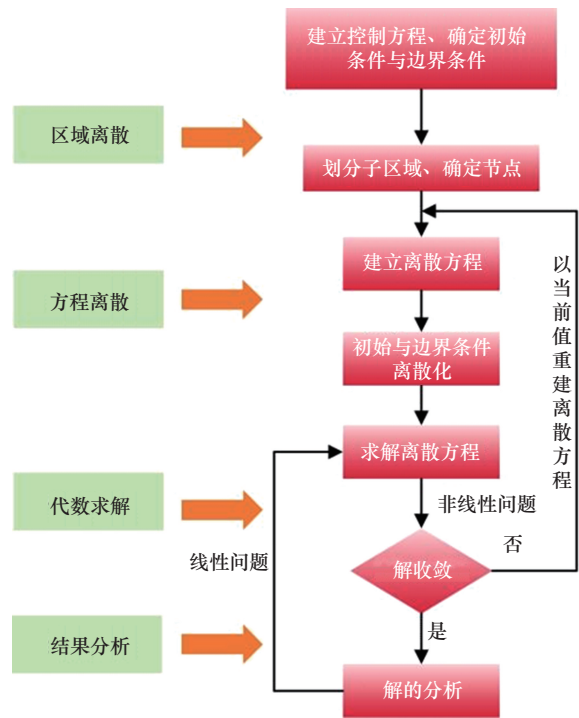 建立控制方程、确定初始
条件与边界条件
区域离散
划分子区域、确定节点
建立离散方程
以当前值重建离散方程
方程离散
初始与边界条件
离散化
求解离散方程
代数求解
非线性问题
否
线性问题
解收敛
是
结果分析
解的分析